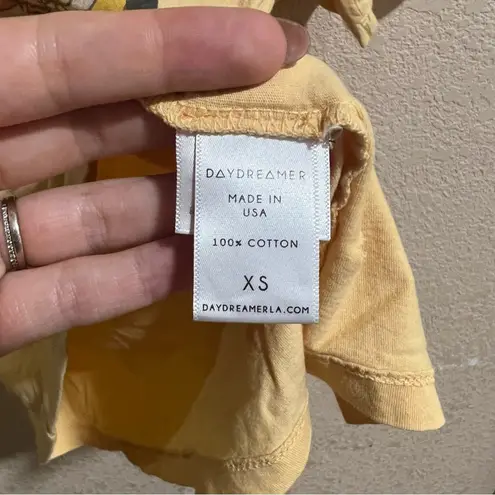 DAYDREAMER
MADE IN
USA
100% COTTON
XS
DAYDREAMERLA.COM